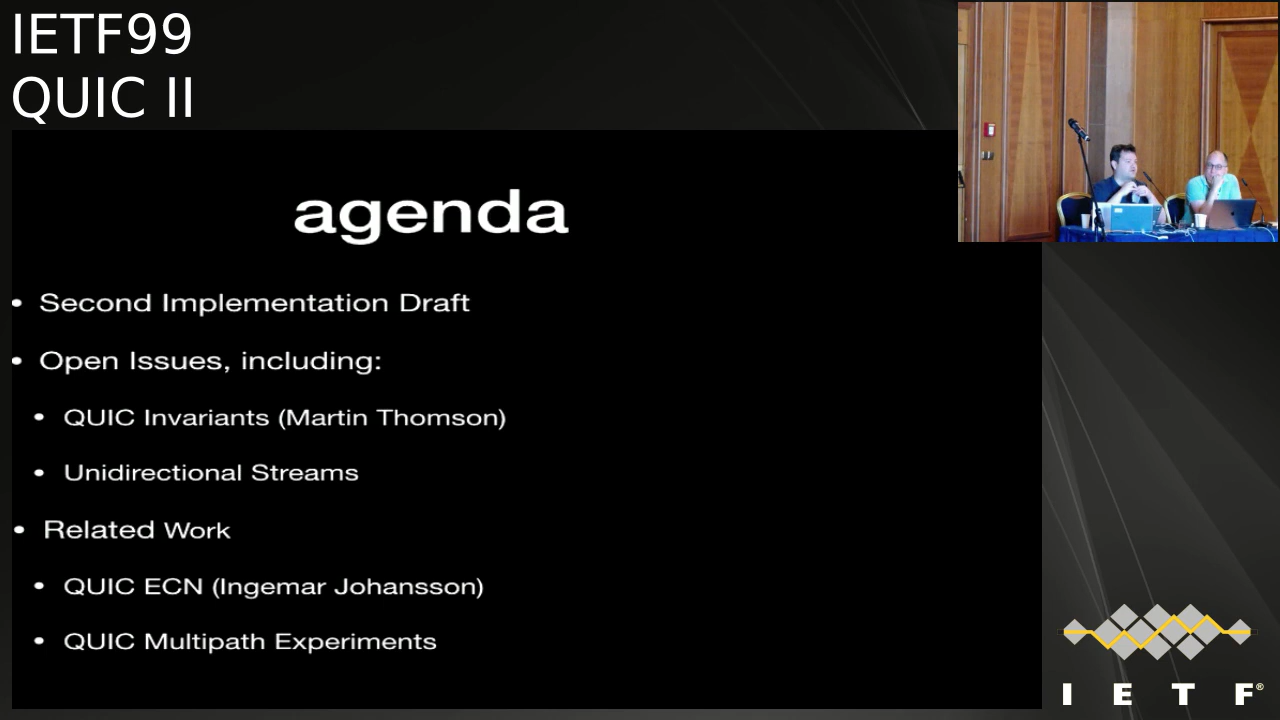 IETF99
QUIC II
agenda
• Second Implementation Draft
• Open Issues, including:
• QUIC Invariants (Martin Thomson)
• Unidirectional Streams
• Related Work
• QUIC ECN (Ingemar Johansson)
• QUIC Multipath Experiments
I E T F®